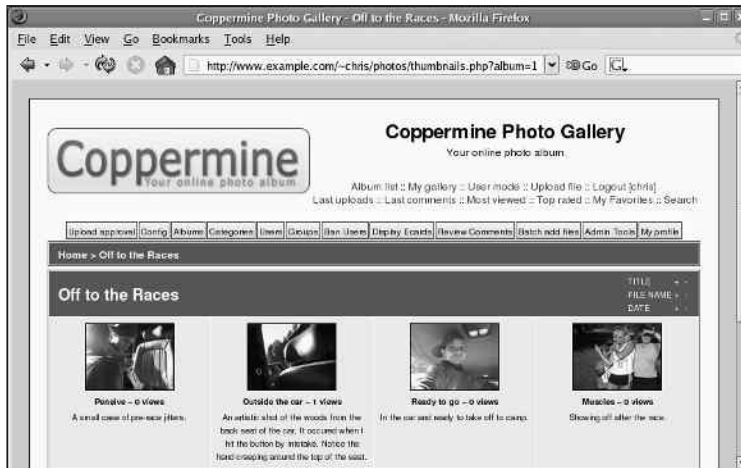 Coppermine Photo Gallery - Off to the Races - Mozilla Firefox
File Edit View Go Bookmarks Tools Help
http://www.example.com/~chris/photos/thumbnails.php?album=1 Go G
Coppermine
Your online photo album
Coppermine Photo Gallery
Your online photo album
Album list :: My gallery :: User mode :: Upload file :: Logout [chris]
Last uploads :: Last comments :: Most viewed :: Top rated :: My Favorites :: Search
Upload approval Config Albums Categories Users Groups Ban Users Display Ecards Review Comments Batch add files Admin Tools My profile
Home > Off to the Races
Off to the Races
TITLE + -
FILE NAME + -
DATE + -
Pensive – 0 views
A small case of pre-race jitters.
Outside the car – 1 views
An artistic shot of the woods from the
back seat of the car. It occured when I
hit the button by mistake. Notice the
hand creeping around the top of the seat.
Ready to go – 0 views
In the car and ready to take off to camp.
Muscles – 0 views
Showing off after the race.